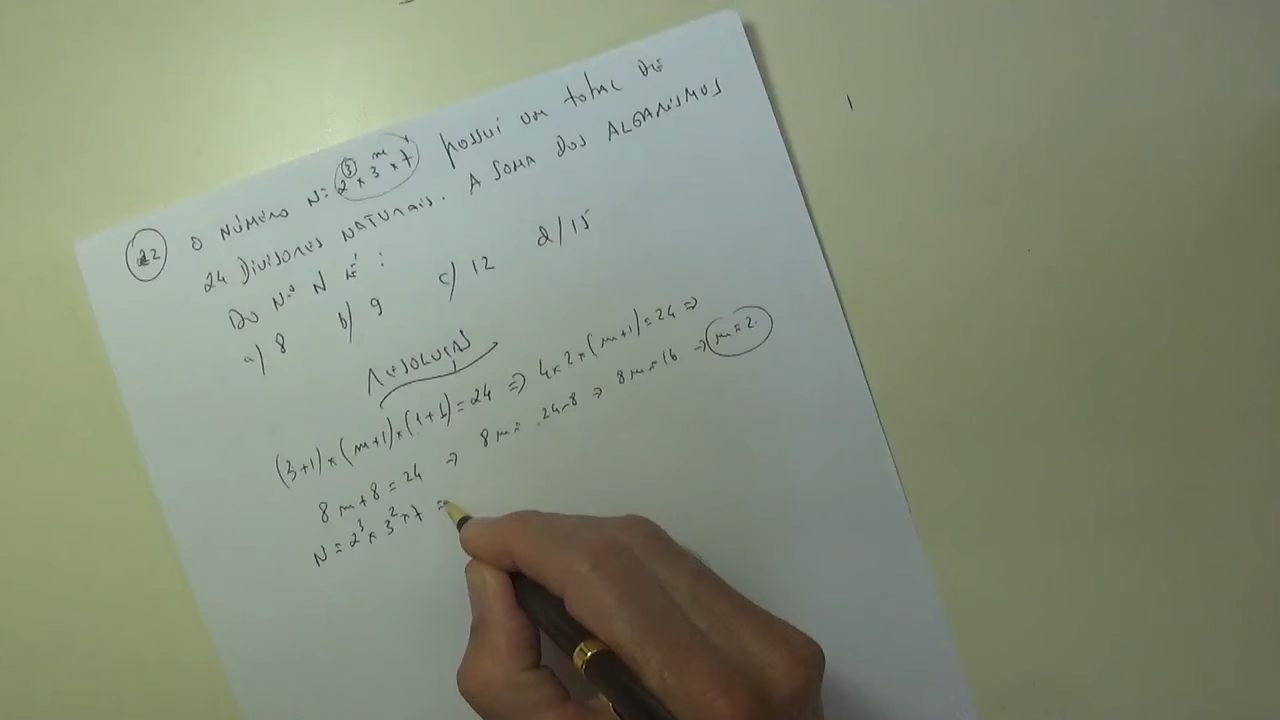 22 O NÚMERO N = 2³ x 3ᵐ x 7¹ POSSUI UM TOTAL DE
24 DIVISORES NATURAIS. A SOMA DOS ALGARISMOS
DO N.º N É:
a) 8 b) 9 c) 12 d) 15
RESOLUÇÃO
(3+1) x (m+1) x (1+1) = 24 ⇒ 4 x 2 x (m+1) = 24 ⇒
8m + 8 = 24 ⇒ 8m = 24-8 ⇒ 8m = 16 ⇒ m = 2.
N = 2³ x 3² x 7 =